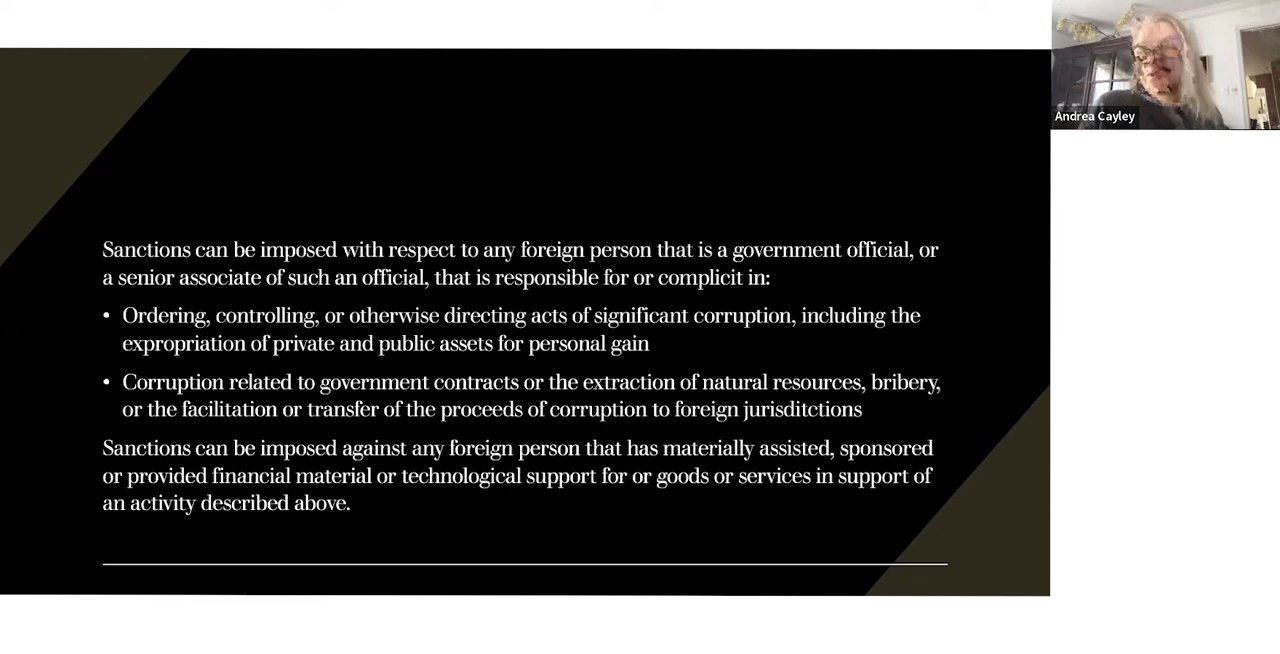 Andrea Cayley
Sanctions can be imposed with respect to any foreign person that is a government official, or
a senior associate of such an official, that is responsible for or complicit in:
• Ordering, controlling, or otherwise directing acts of significant corruption, including the
expropriation of private and public assets for personal gain
• Corruption related to government contracts or the extraction of natural resources, bribery,
or the facilitation or transfer of the proceeds of corruption to foreign jurisditctions
Sanctions can be imposed against any foreign person that has materially assisted, sponsored
or provided financial material or technological support for or goods or services in support of
an activity described above.